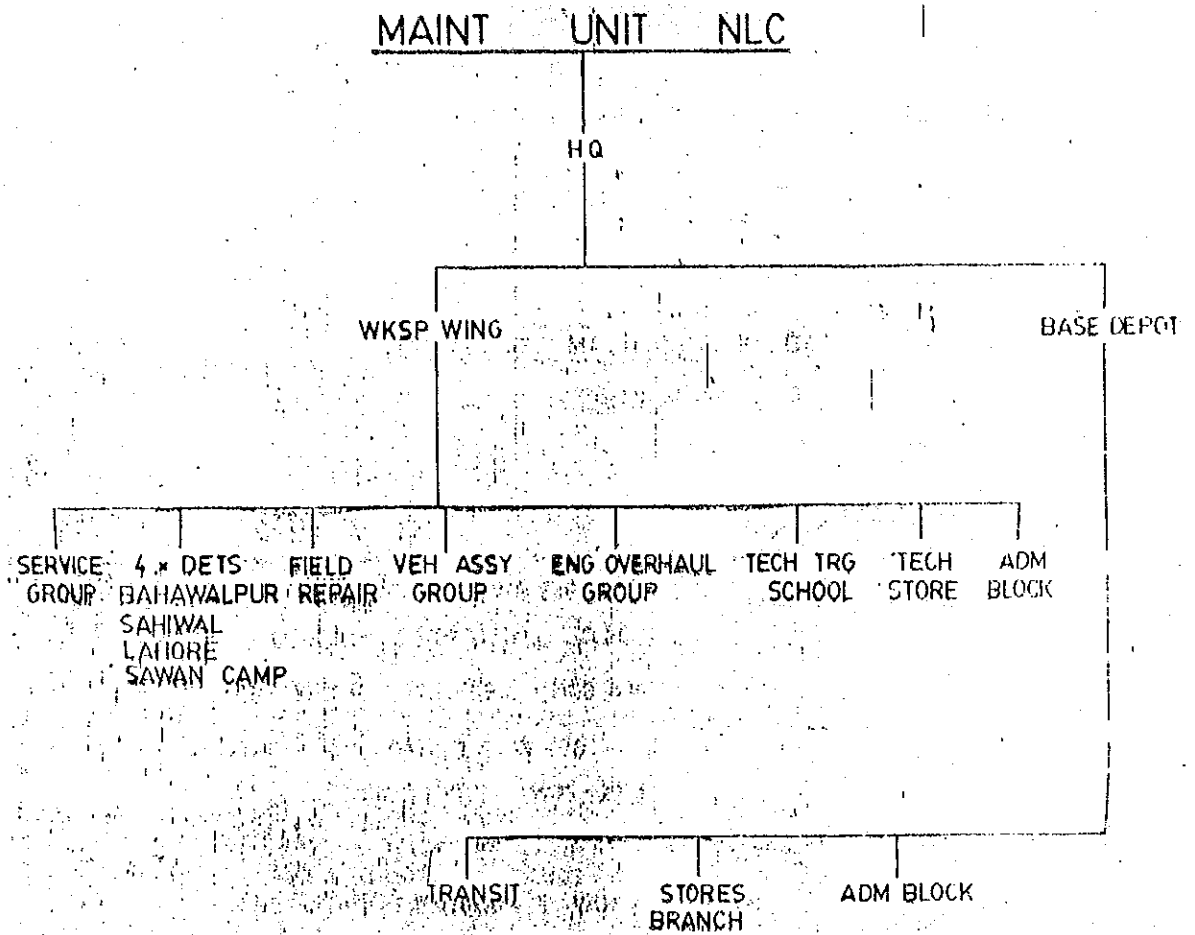 MAINT UNIT NLC
HQ
WKSP WING
BASE DEPOT
SERVICE GROUP
4 × DETS
BAHAWALPUR
SAHIWAL
LAHORE
SAWAN CAMP
FIELD REPAIR
VEH ASSY GROUP
ENG OVERHAUL GROUP
TECH TRG SCHOOL
TECH STORE
ADM BLOCK
TRANSIT
STORES BRANCH
ADM BLOCK